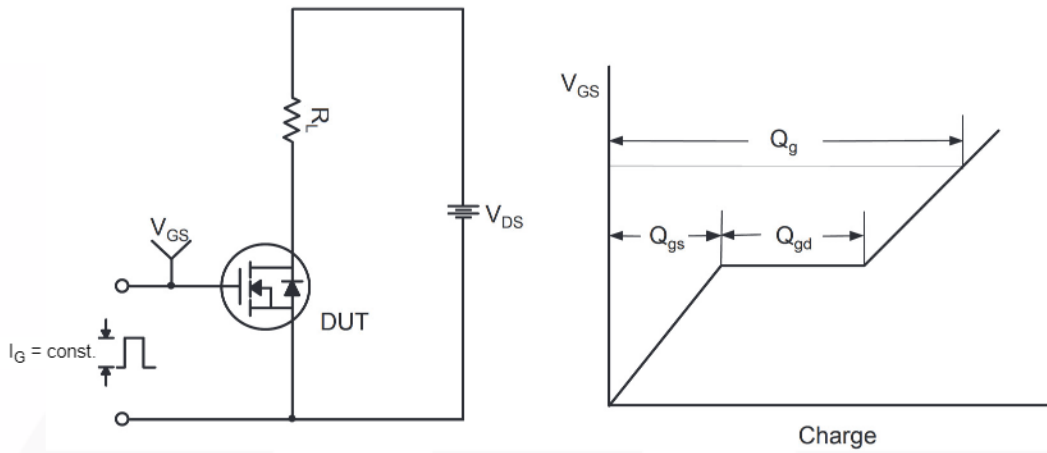 R_L
V_GS
V_DS
DUT
I_G = const.
V_GS
Q_g
Q_gs
Q_gd
Charge